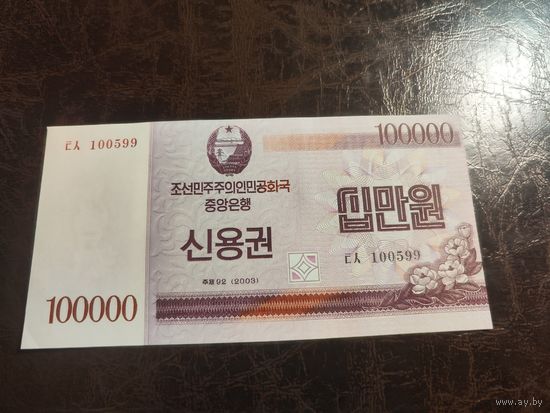 ㄷㅅ 100599
100000
조선민주주의인민공화국
중앙은행
십만원
신용권
ㄷㅅ 100599
주체92 (2003)
100000
www.ay.by